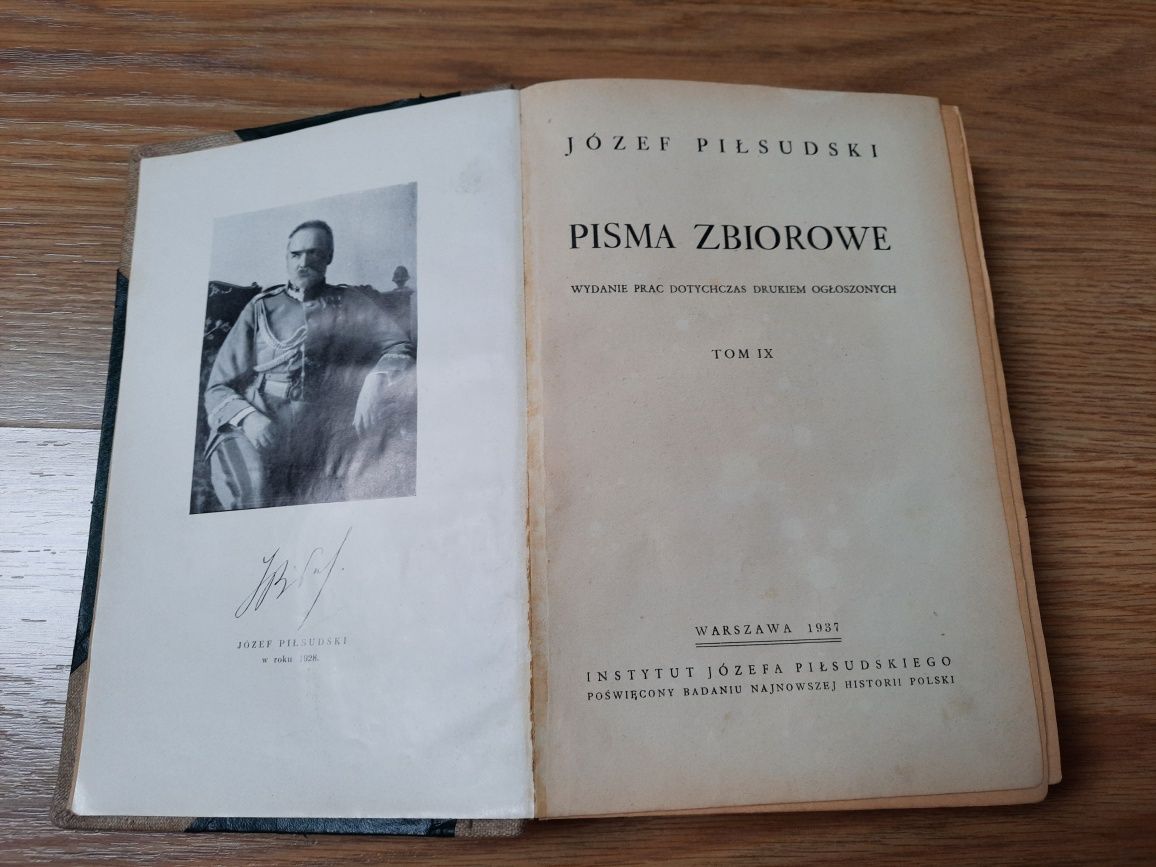 JÓZEF PIŁSUDSKI
w roku 1928.
JÓZEF PIŁSUDSKI
PISMA ZBIOROWE
WYDANIE PRAC DOTYCHCZAS DRUKIEM OGŁOSZONYCH
TOM IX
WARSZAWA 1937
INSTYTUT JÓZEFA PIŁSUDSKIEGO
POŚWIĘCONY BADANIU NAJNOWSZEJ HISTORII POLSKI